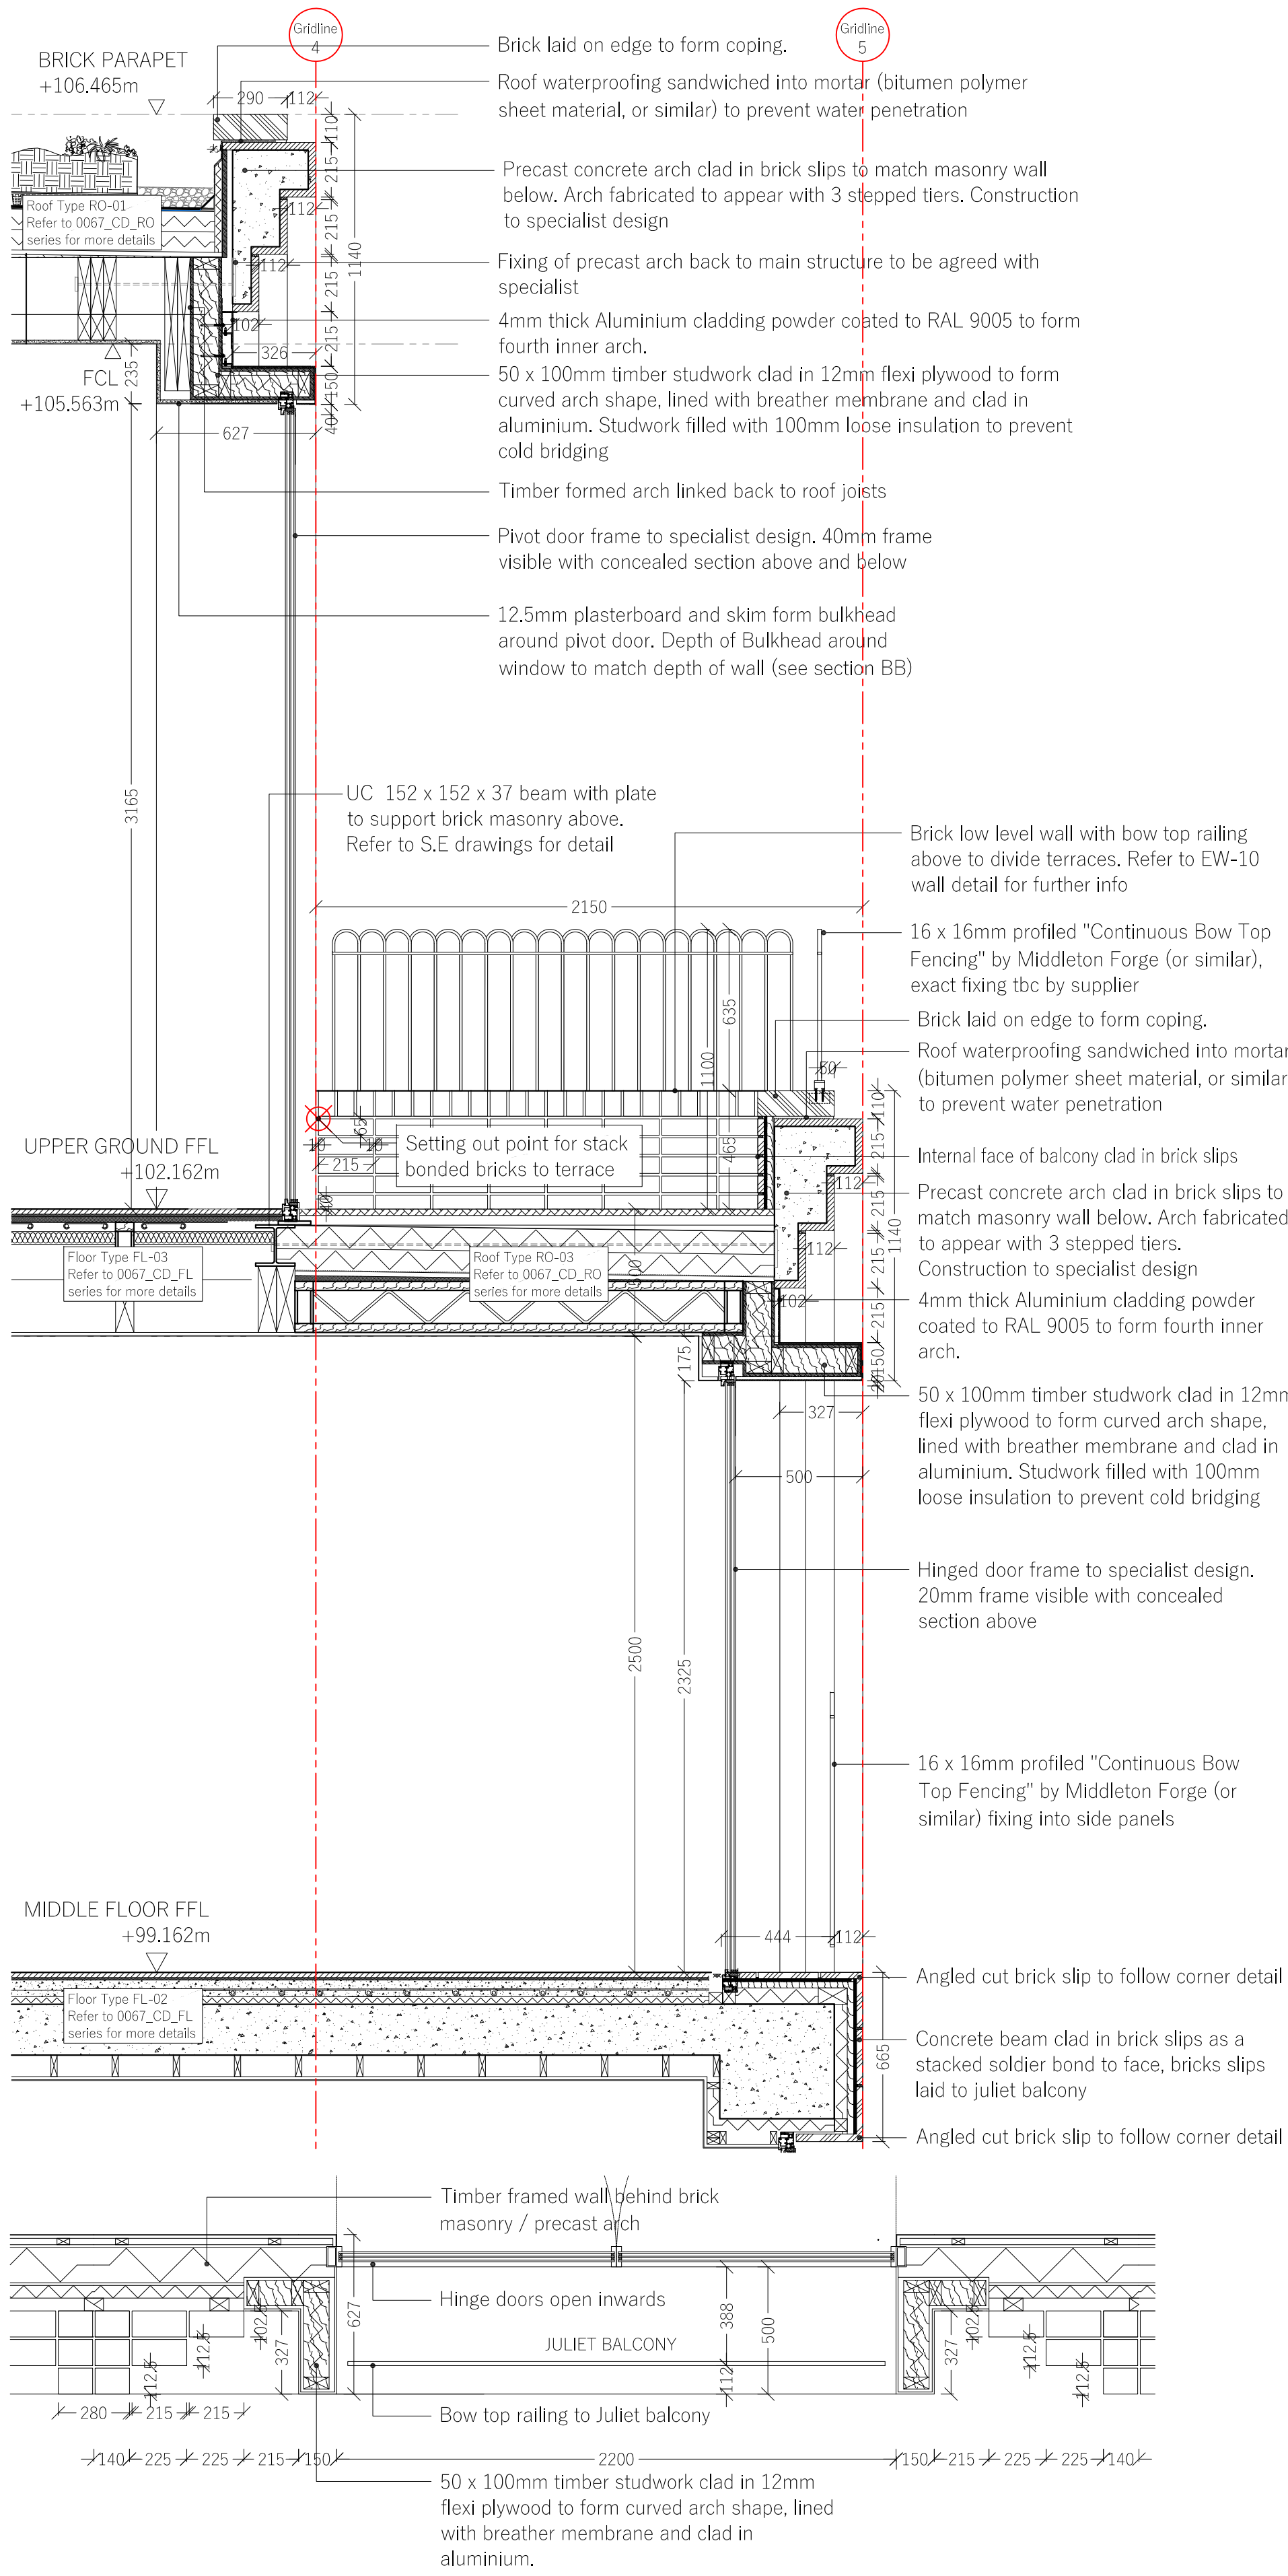 Gridline
4
Gridline
5
BRICK PARAPET
+106.465m
Brick laid on edge to form coping.
Roof waterproofing sandwiched into mortar (bitumen polymer
sheet material, or similar) to prevent water penetration
290
112
110
215
112
215
112
215
102
215
326
150
40
1140
Roof Type RO-01
Refer to 0067_CD_RO
series for more details
Precast concrete arch clad in brick slips to match masonry wall
below. Arch fabricated to appear with 3 stepped tiers. Construction
to specialist design
Fixing of precast arch back to main structure to be agreed with
specialist
4mm thick Aluminium cladding powder coated to RAL 9005 to form
fourth inner arch.
FCL
+105.563m
235
627
50 x 100mm timber studwork clad in 12mm flexi plywood to form
curved arch shape, lined with breather membrane and clad in
aluminium. Studwork filled with 100mm loose insulation to prevent
cold bridging
Timber formed arch linked back to roof joists
Pivot door frame to specialist design. 40mm frame
visible with concealed section above and below
12.5mm plasterboard and skim form bulkhead
around pivot door. Depth of Bulkhead around
window to match depth of wall (see section BB)
3165
UC 152 x 152 x 37 beam with plate
to support brick masonry above.
Refer to S.E drawings for detail
Brick low level wall with bow top railing
above to divide terraces. Refer to EW-10
wall detail for further info
2150
16 x 16mm profiled "Continuous Bow Top
Fencing" by Middleton Forge (or similar),
exact fixing tbc by supplier
635
1100
Brick laid on edge to form coping.
Roof waterproofing sandwiched into mortar
(bitumen polymer sheet material, or similar
to prevent water penetration
50
110
65
10
10
215
40
Setting out point for stack
bonded bricks to terrace
465
215
112
215
112
215
102
215
150
20
1140
UPPER GROUND FFL
+102.162m
Internal face of balcony clad in brick slips
Precast concrete arch clad in brick slips to
match masonry wall below. Arch fabricated
to appear with 3 stepped tiers.
Construction to specialist design
Floor Type FL-03
Refer to 0067_CD_FL
series for more details
Roof Type RO-03
Refer to 0067_CD_RO
series for more details
500
4mm thick Aluminium cladding powder
coated to RAL 9005 to form fourth inner
arch.
175
327
500
50 x 100mm timber studwork clad in 12mm
flexi plywood to form curved arch shape,
lined with breather membrane and clad in
aluminium. Studwork filled with 100mm
loose insulation to prevent cold bridging
Hinged door frame to specialist design.
20mm frame visible with concealed
section above
2500
2325
16 x 16mm profiled "Continuous Bow
Top Fencing" by Middleton Forge (or
similar) fixing into side panels
MIDDLE FLOOR FFL
+99.162m
444
112
Floor Type FL-02
Refer to 0067_CD_FL
series for more details
Angled cut brick slip to follow corner detail
665
Concrete beam clad in brick slips as a
stacked soldier bond to face, bricks slips
laid to juliet balcony
Angled cut brick slip to follow corner detail
Timber framed wall behind brick
masonry / precast arch
Hinge doors open inwards
JULIET BALCONY
Bow top railing to Juliet balcony
627
388
500
112
102.5
327
112.5
112.5
102.5
327
112.5
112.5
280
215
215
140
225
225
215
150
2200
150
215
225
225
140
50 x 100mm timber studwork clad in 12mm
flexi plywood to form curved arch shape, lined
with breather membrane and clad in
aluminium.